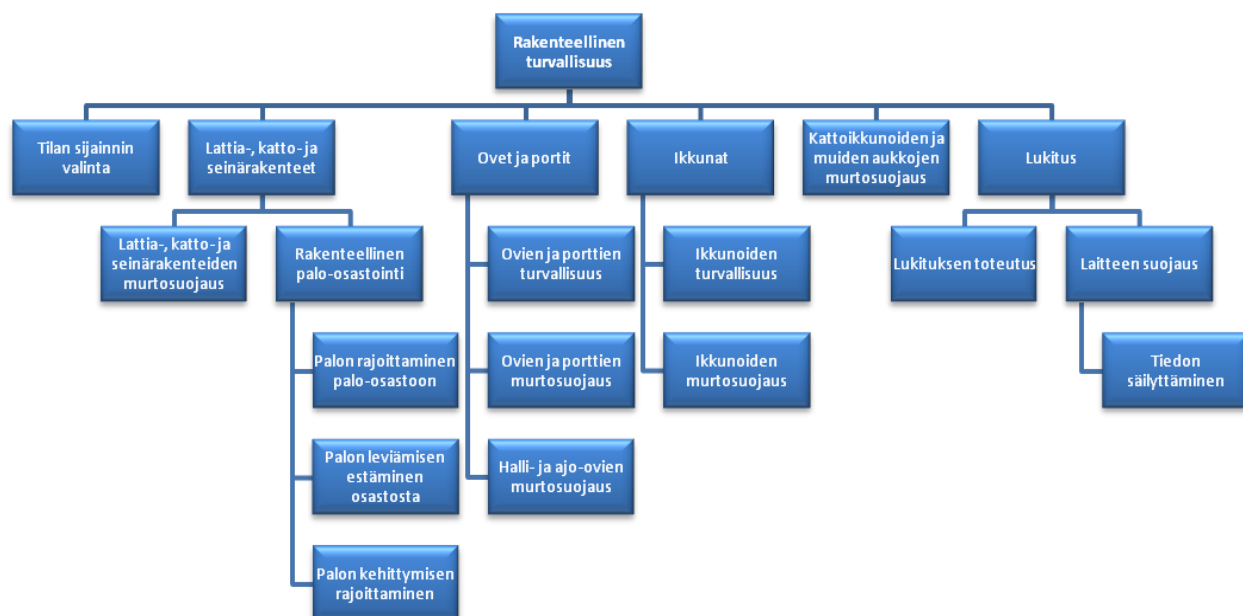 Rakenteellinen
turvallisuus
Tilan sijainnin
valinta
Lattia-, katto- ja
seinärakenteet
Ovet ja portit
Ikkunat
Kattoikkunoiden ja
muiden aukkojen
murtosuojaus
Lukitus
Lattia-, katto- ja
seinärakenteiden
murtosuojaus
Rakenteellinen
palo-osastointi
Ovien ja porttien
turvallisuus
Ikkunoiden
turvallisuus
Lukituksen toteutus
Laitteen suojaus
Palon rajoittaminen
palo-osastoon
Ovien ja porttien
murtosuojaus
Ikkunoiden
murtosuojaus
Tiedon
säilyttäminen
Palon leviämisen
estäminen
osastosta
Halli- ja ajo-ovien
murtosuojaus
Palon kehittymisen
rajoittaminen